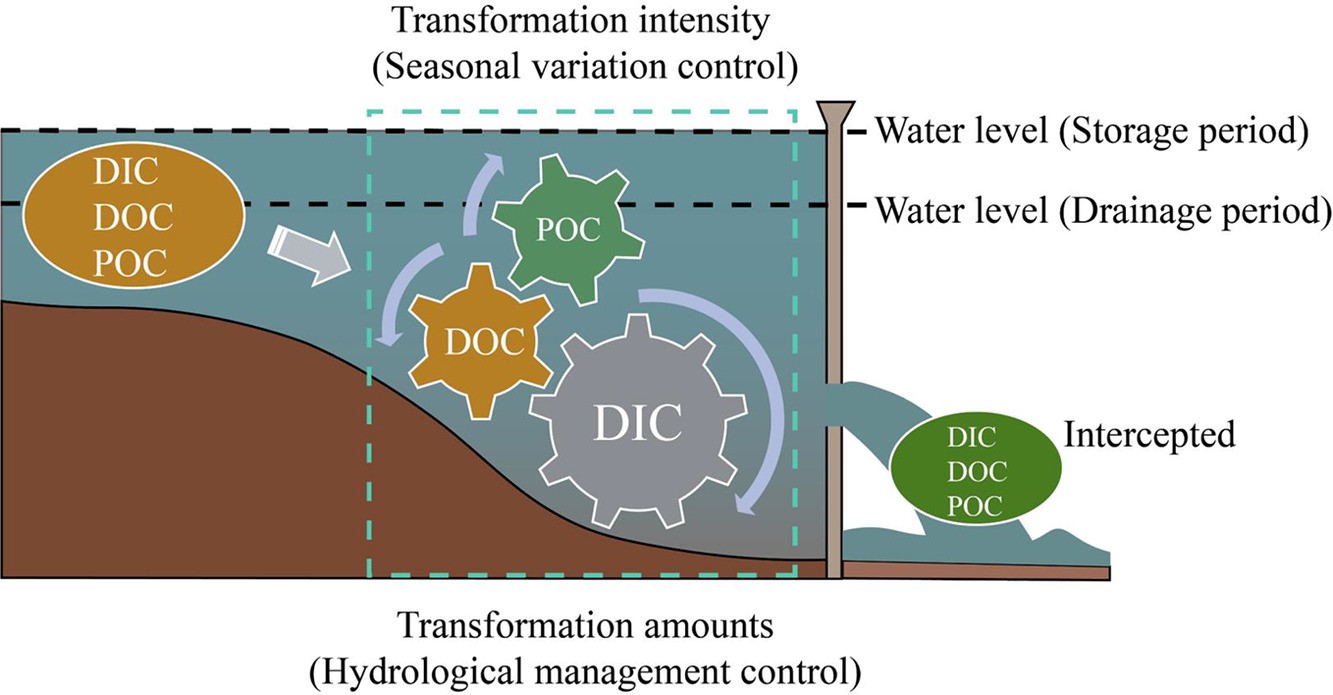 Transformation intensity
(Seasonal variation control)
Water level (Storage period)
DIC
DOC
POC
Water level (Drainage period)
POC
DOC
DIC
Intercepted
DIC
DOC
POC
Transformation amounts
(Hydrological management control)